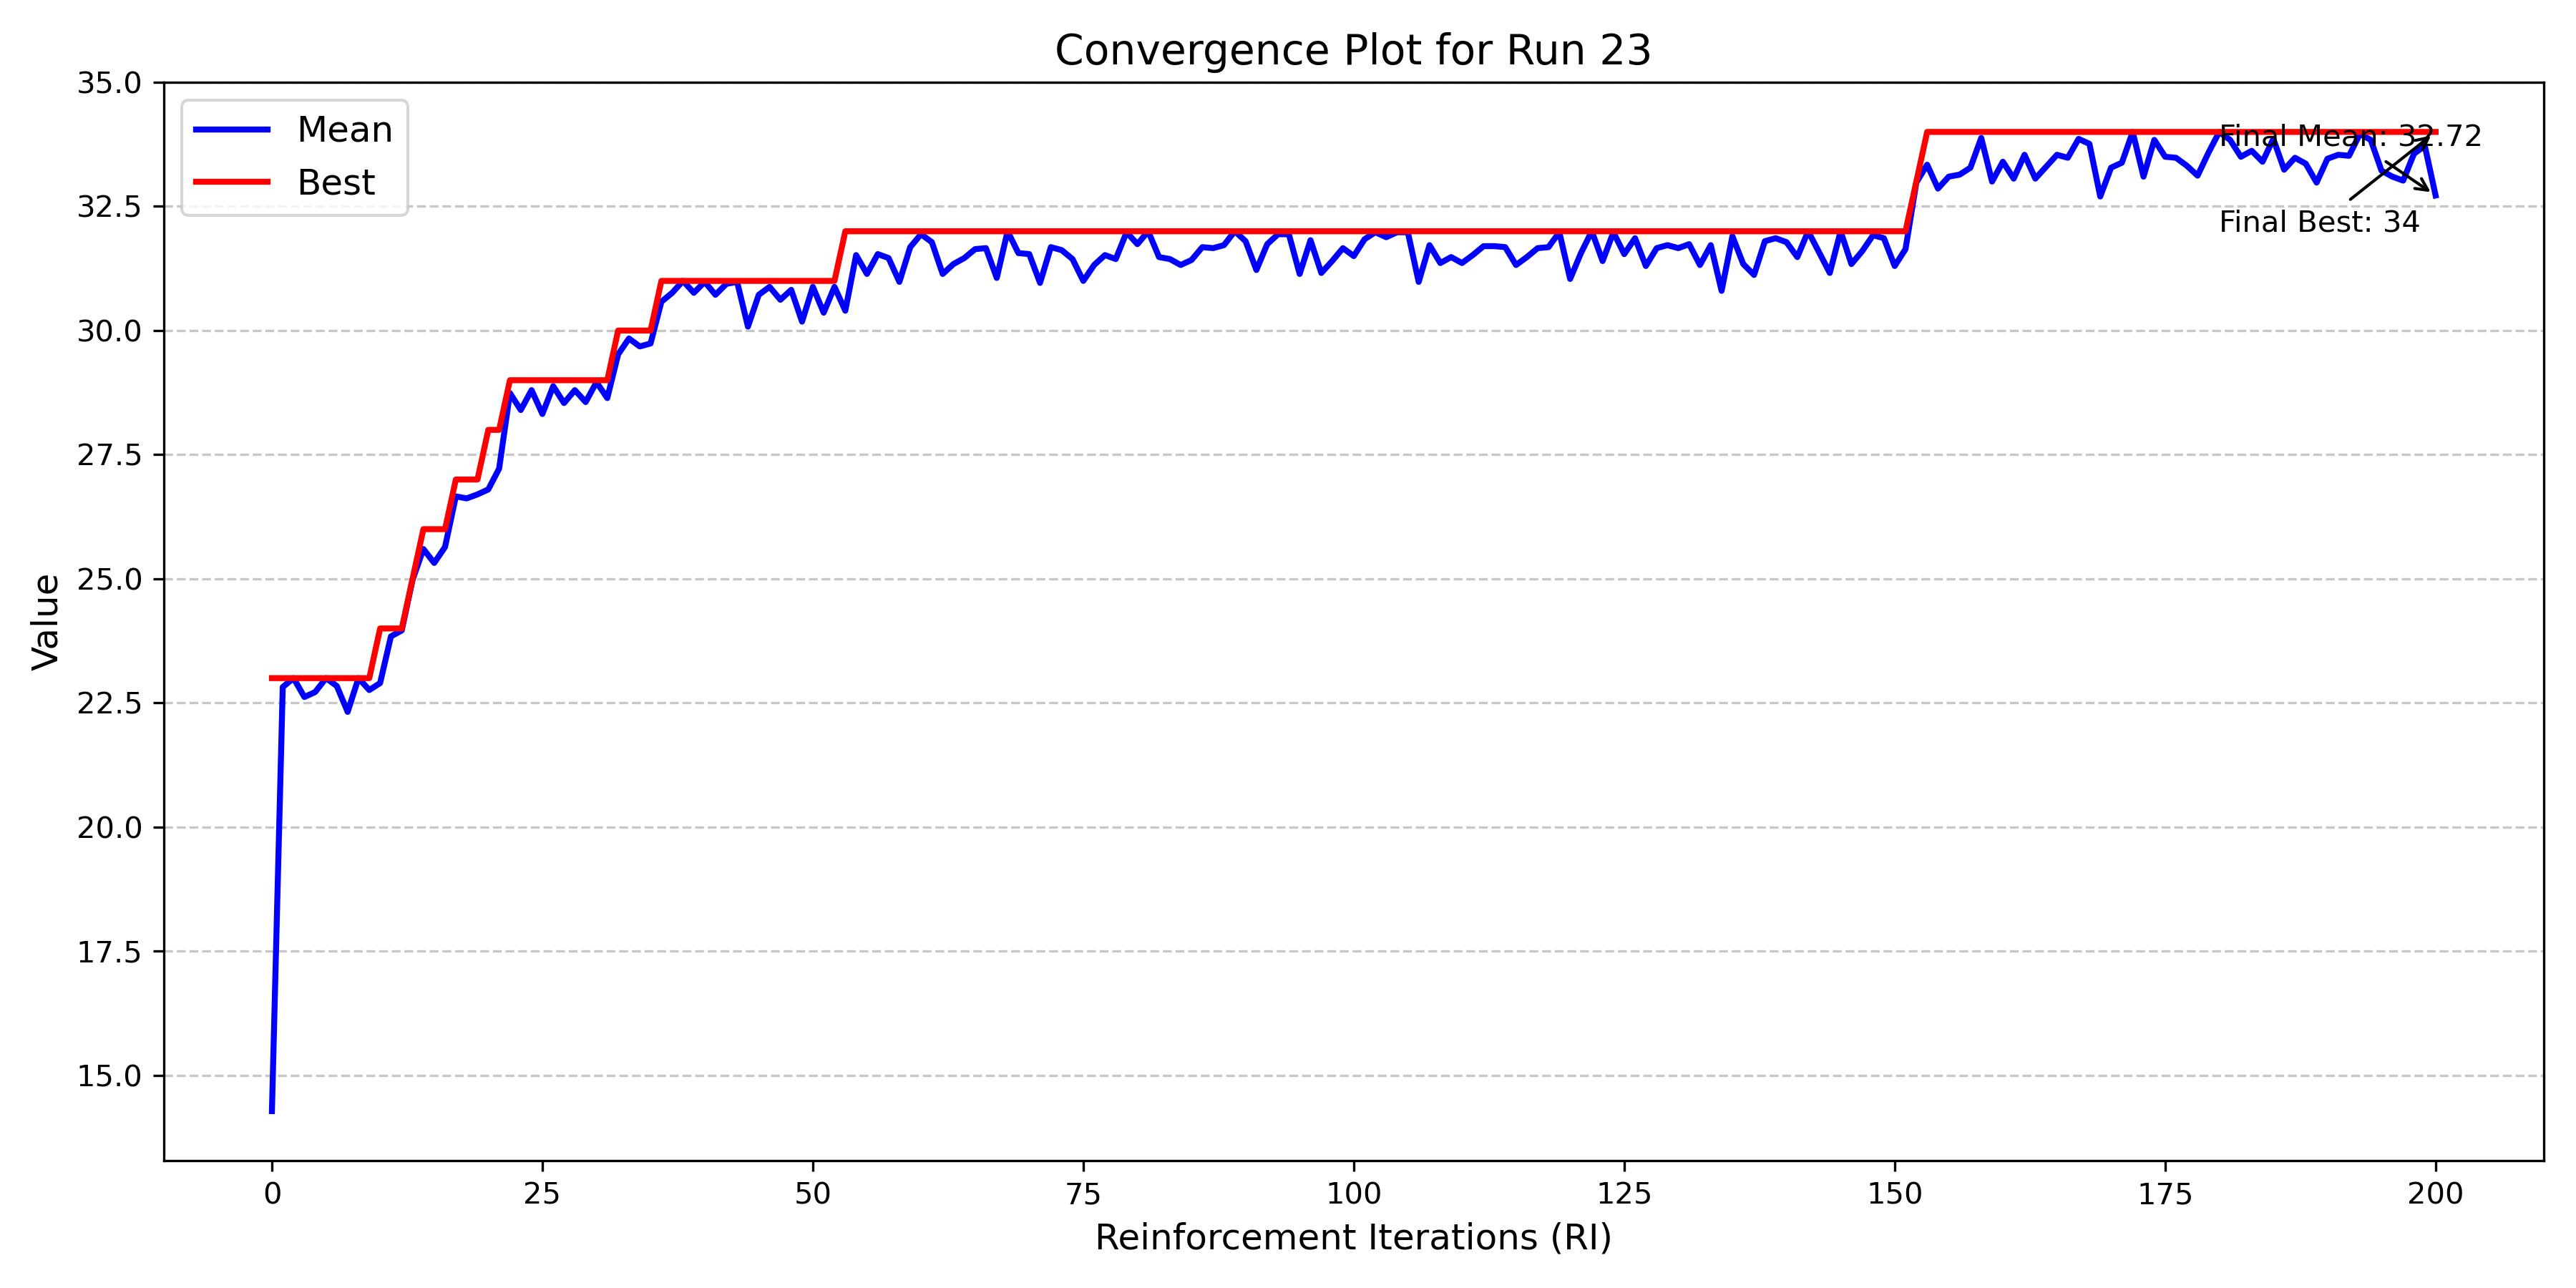 Convergence Plot for Run 23
Mean
Best
Final Mean: 32.72
Final Best: 34
35.0
32.5
30.0
27.5
25.0
22.5
20.0
17.5
15.0
Value
0 25 50 75 100 125 150 175 200
Reinforcement Iterations (RI)